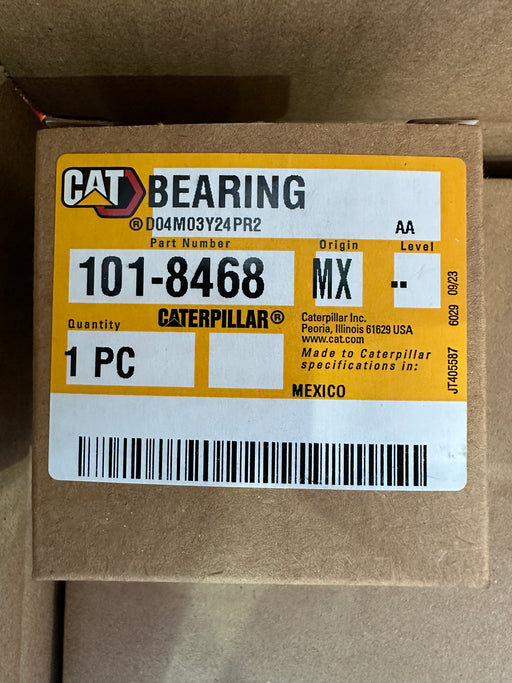 CAT BEARING
® D04M03Y24PR2 AA
Part Number Origin Level
101-8468 MX --
Quantity CATERPILLAR®
1 PC
Caterpillar Inc.
Peoria, Illinois 61629 USA
www.cat.com
Made to Caterpillar
specifications in:
MEXICO
JT405587 6029 09/23